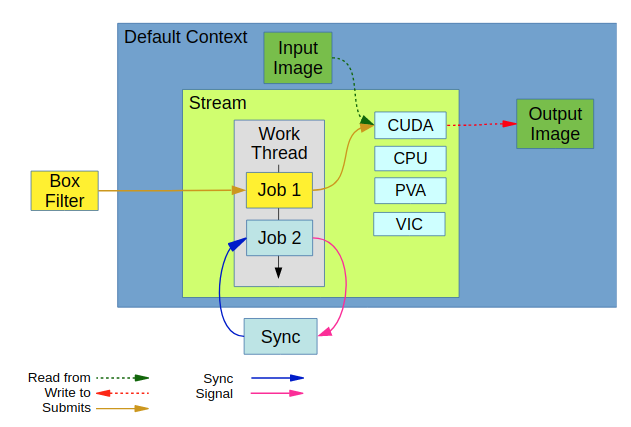 Default Context
Input
Image
Stream
Work
Thread
CUDA
Output
Image
CPU
Box
Filter
Job 1
PVA
Job 2
VIC
Sync
Read from
Write to
Submits
Sync
Signal